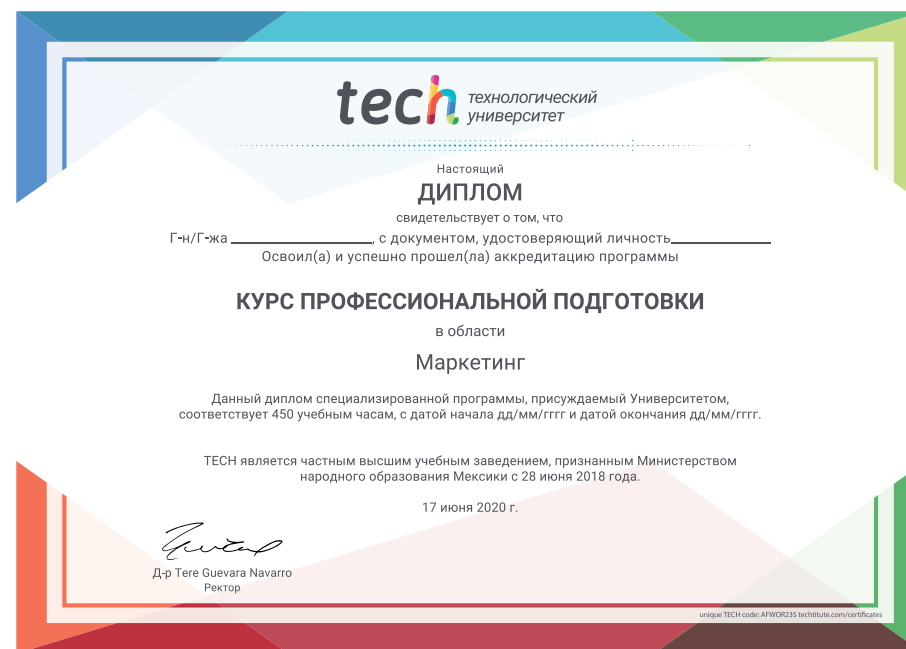 tech технологический
университет
Настоящий
ДИПЛОМ
свидетельствует о том, что
Г-н/Г-жа ____________________, с документом, удостоверяющий личность______________
Освоил(а) и успешно прошел(ла) аккредитацию программы
КУРС ПРОФЕССИОНАЛЬНОЙ ПОДГОТОВКИ
в области
Маркетинг
Данный диплом специализированной программы, присуждаемый Университетом,
соответствует 450 учебным часам, с датой начала дд/мм/гггг и датой окончания дд/мм/гггг.
TECH является частным высшим учебным заведением, признанным Министерством
народного образования Мексики с 28 июня 2018 года.
17 июня 2020 г.
Д-р Tere Guevara Navarro
Ректор
unique TECH code: AFWOR235 techtitute.com/certificates